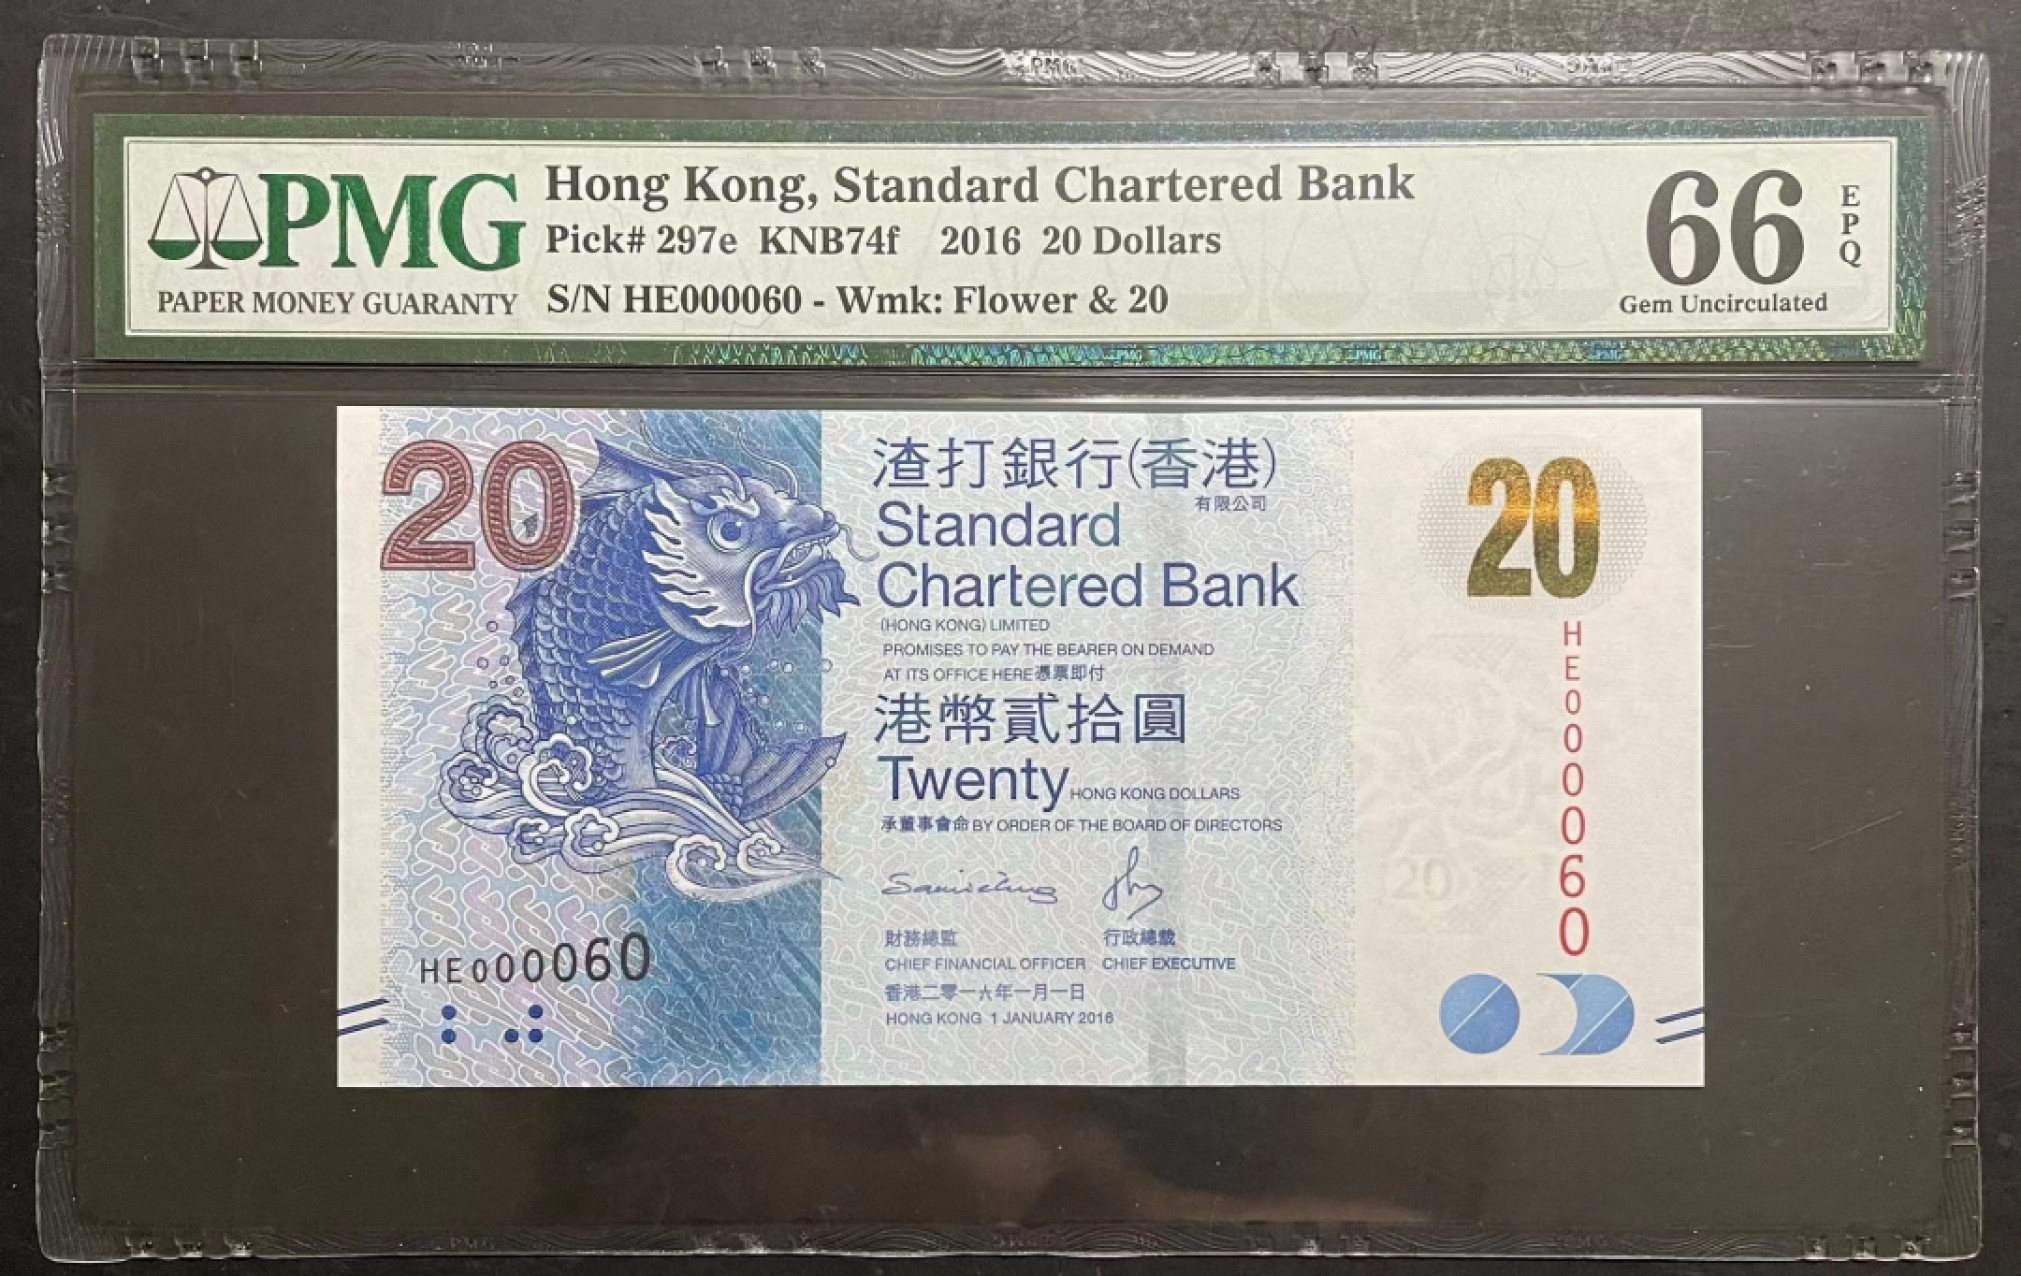 PMG
PAPER MONEY GUARANTY
Hong Kong, Standard Chartered Bank
Pick# 297e KNB74f 2016 20 Dollars
S/N HE000060 - Wmk: Flower & 20
66
EPQ
Gem Uncirculated
20
渣打銀行(香港)
有限公司
Standard
Chartered Bank
(HONG KONG) LIMITED
PROMISES TO PAY THE BEARER ON DEMAND
AT ITS OFFICE HERE憑票即付
港幣貳拾圓
Twenty HONG KONG DOLLARS
承董事會命 BY ORDER OF THE BOARD OF DIRECTORS
財務總監 行政總裁
CHIEF FINANCIAL OFFICER CHIEF EXECUTIVE
香港二零一六年一月一日
HONG KONG 1 JANUARY 2016
HE000060
20
HE000060
20